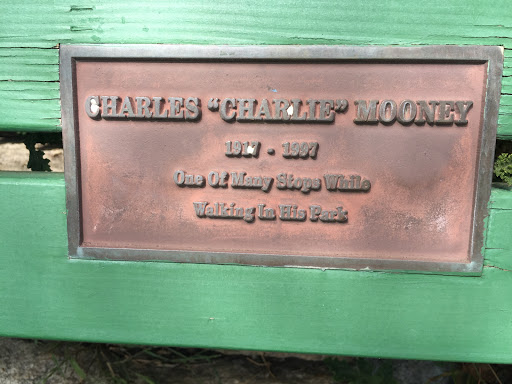 CHARLES "CHARLIE" MOONEY
1917 - 1997
One Of Many Stops While
Walking In His Park